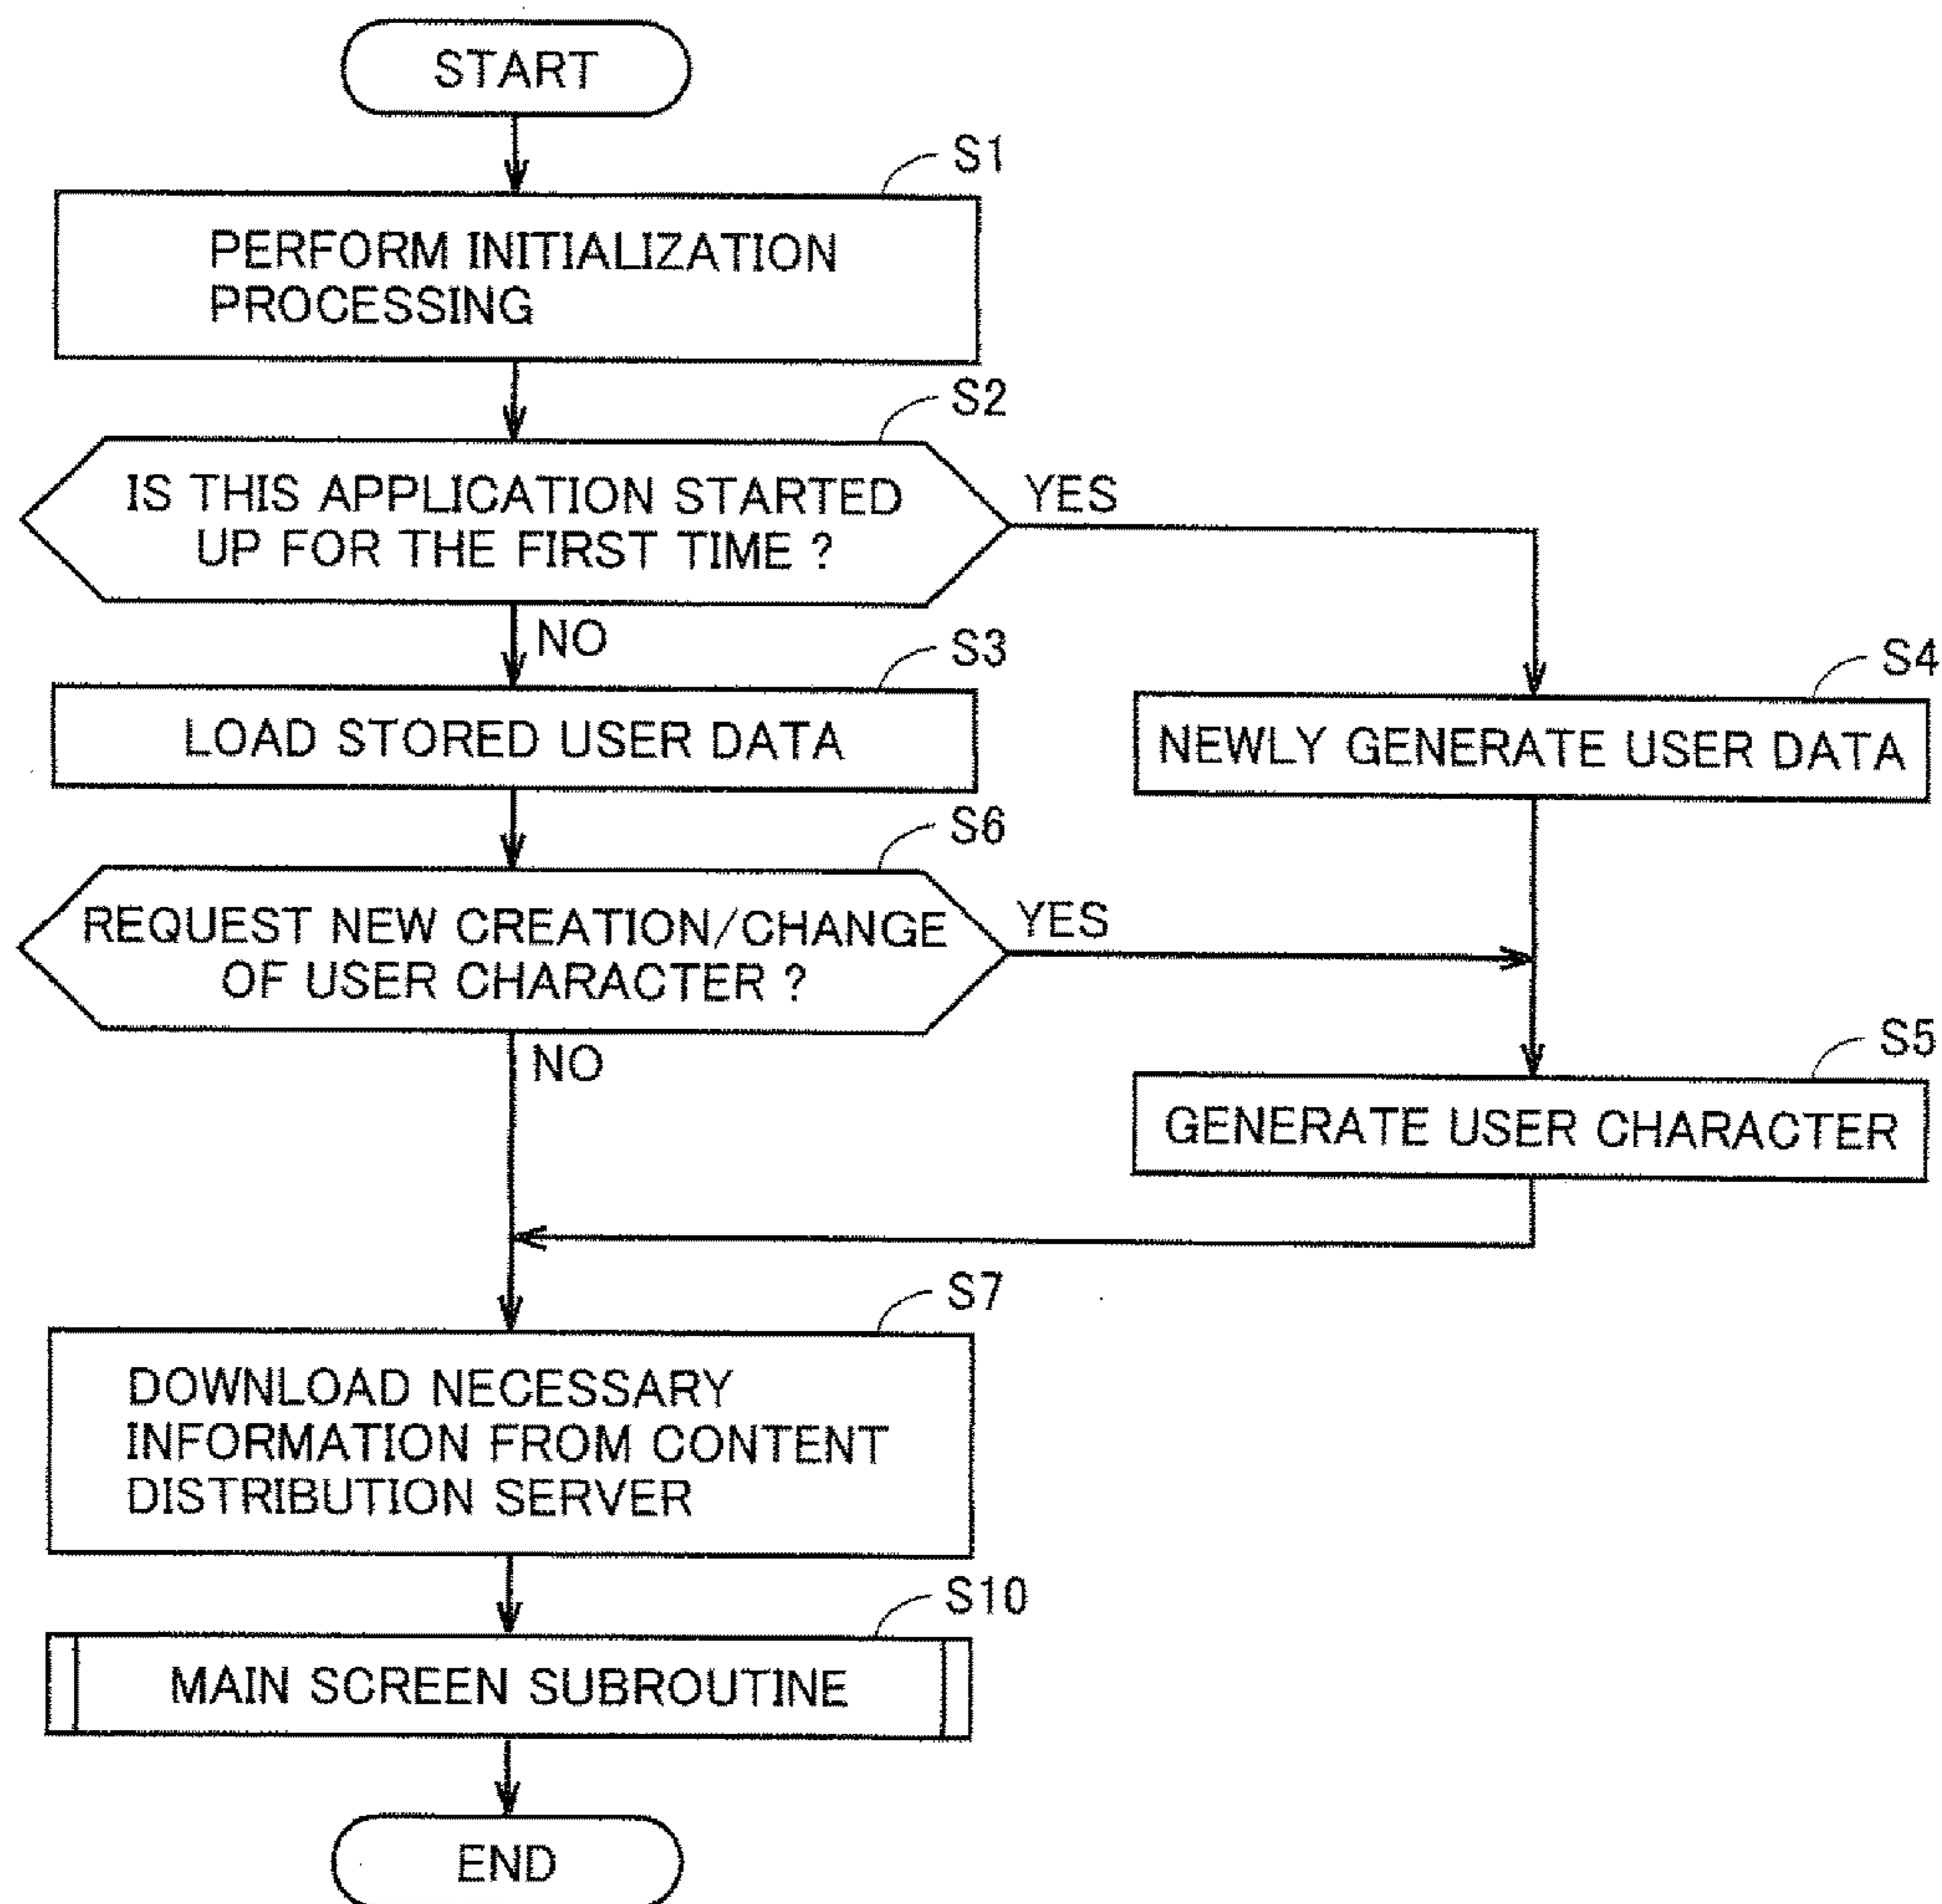 START
S1
PERFORM INITIALIZATION
PROCESSING
S2
IS THIS APPLICATION STARTED
UP FOR THE FIRST TIME ?
YES
NO
S3
LOAD STORED USER DATA
S4
NEWLY GENERATE USER DATA
S6
REQUEST NEW CREATION/CHANGE
OF USER CHARACTER ?
YES
NO
S5
GENERATE USER CHARACTER
S7
DOWNLOAD NECESSARY
INFORMATION FROM CONTENT
DISTRIBUTION SERVER
S10
MAIN SCREEN SUBROUTINE
END